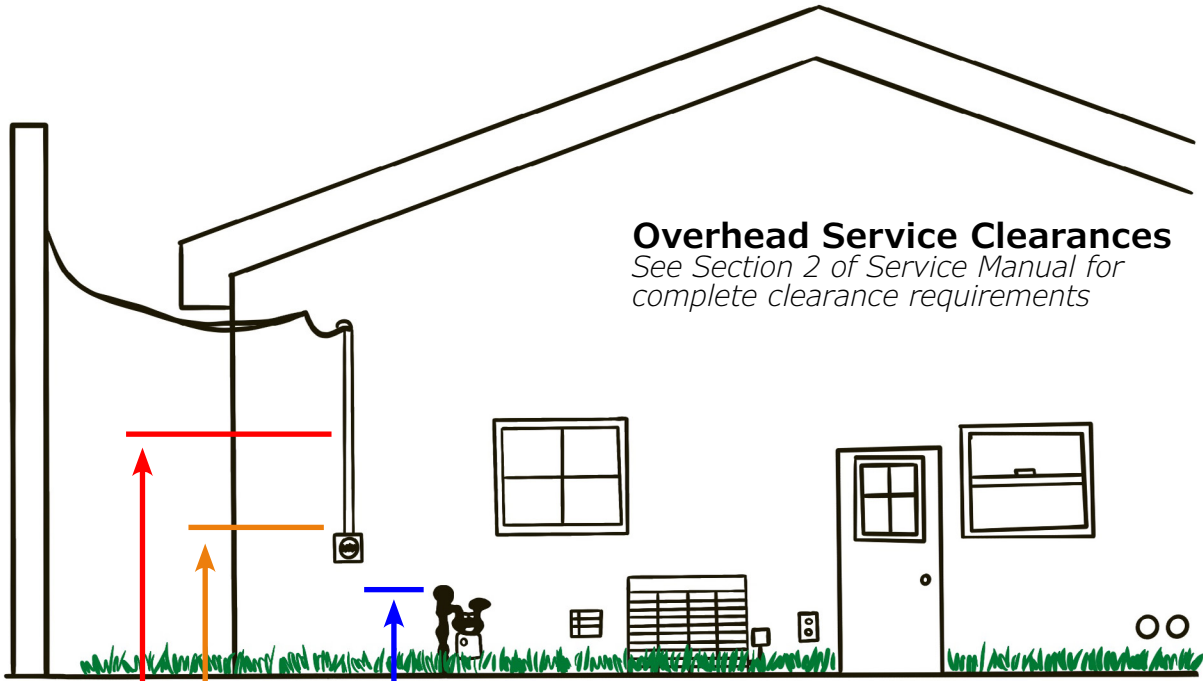 Overhead Service Clearances
See Section 2 of Service Manual for
complete clearance requirements